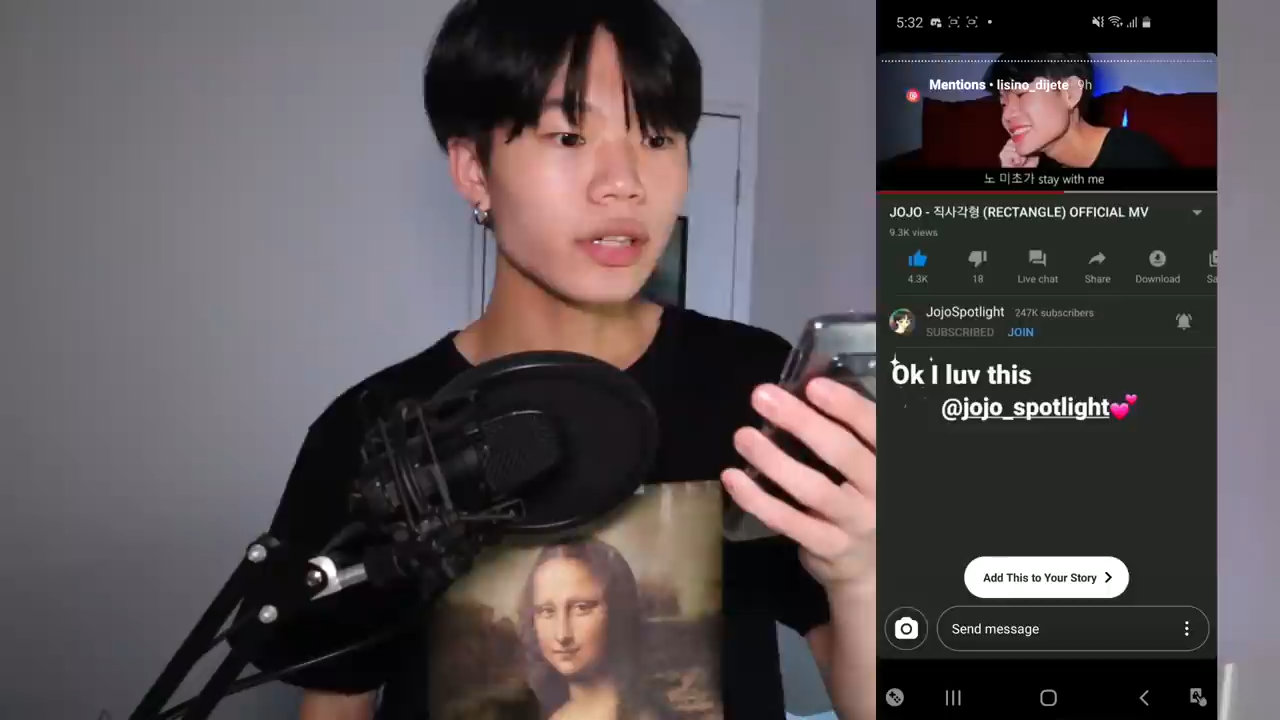 5:32
Mentions • lisino_dijete 9h
노 미초가 stay with me
JOJO - 직사각형 (RECTANGLE) OFFICIAL MV
9.3K views
4.3K 18 Live chat Share Download Sa
JojoSpotlight 247K subscribers
SUBSCRIBED JOIN
Ok I luv this
@jojo_spotlight💕
Add This to Your Story
Send message